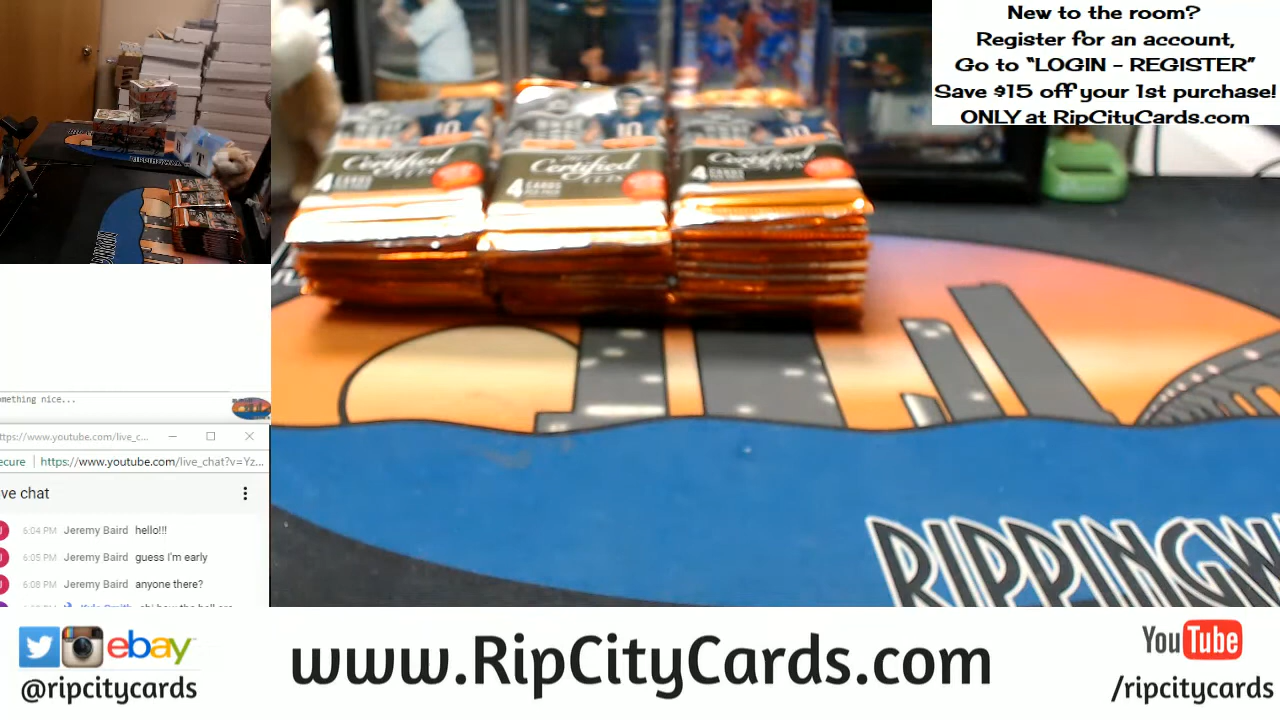 New to the room?
Register for an account,
Go to “LOGIN - REGISTER”
Save $15 off your 1st purchase!
ONLY at RipCityCards.com
Certified
4 CARDS
Certified
4 CARDS
Certified
4
10
10
RIPPINGW
omething nice...
ttps://www.youtube.com/live_c...
ecure | https://www.youtube.com/live_chat?v=Yz...
ve chat
6:04 PM Jeremy Baird hello!!!
6:05 PM Jeremy Baird guess I'm early
6:08 PM Jeremy Baird anyone there?
ebay
@ripcitycards
www.RipCityCards.com
YouTube
/ripcitycards